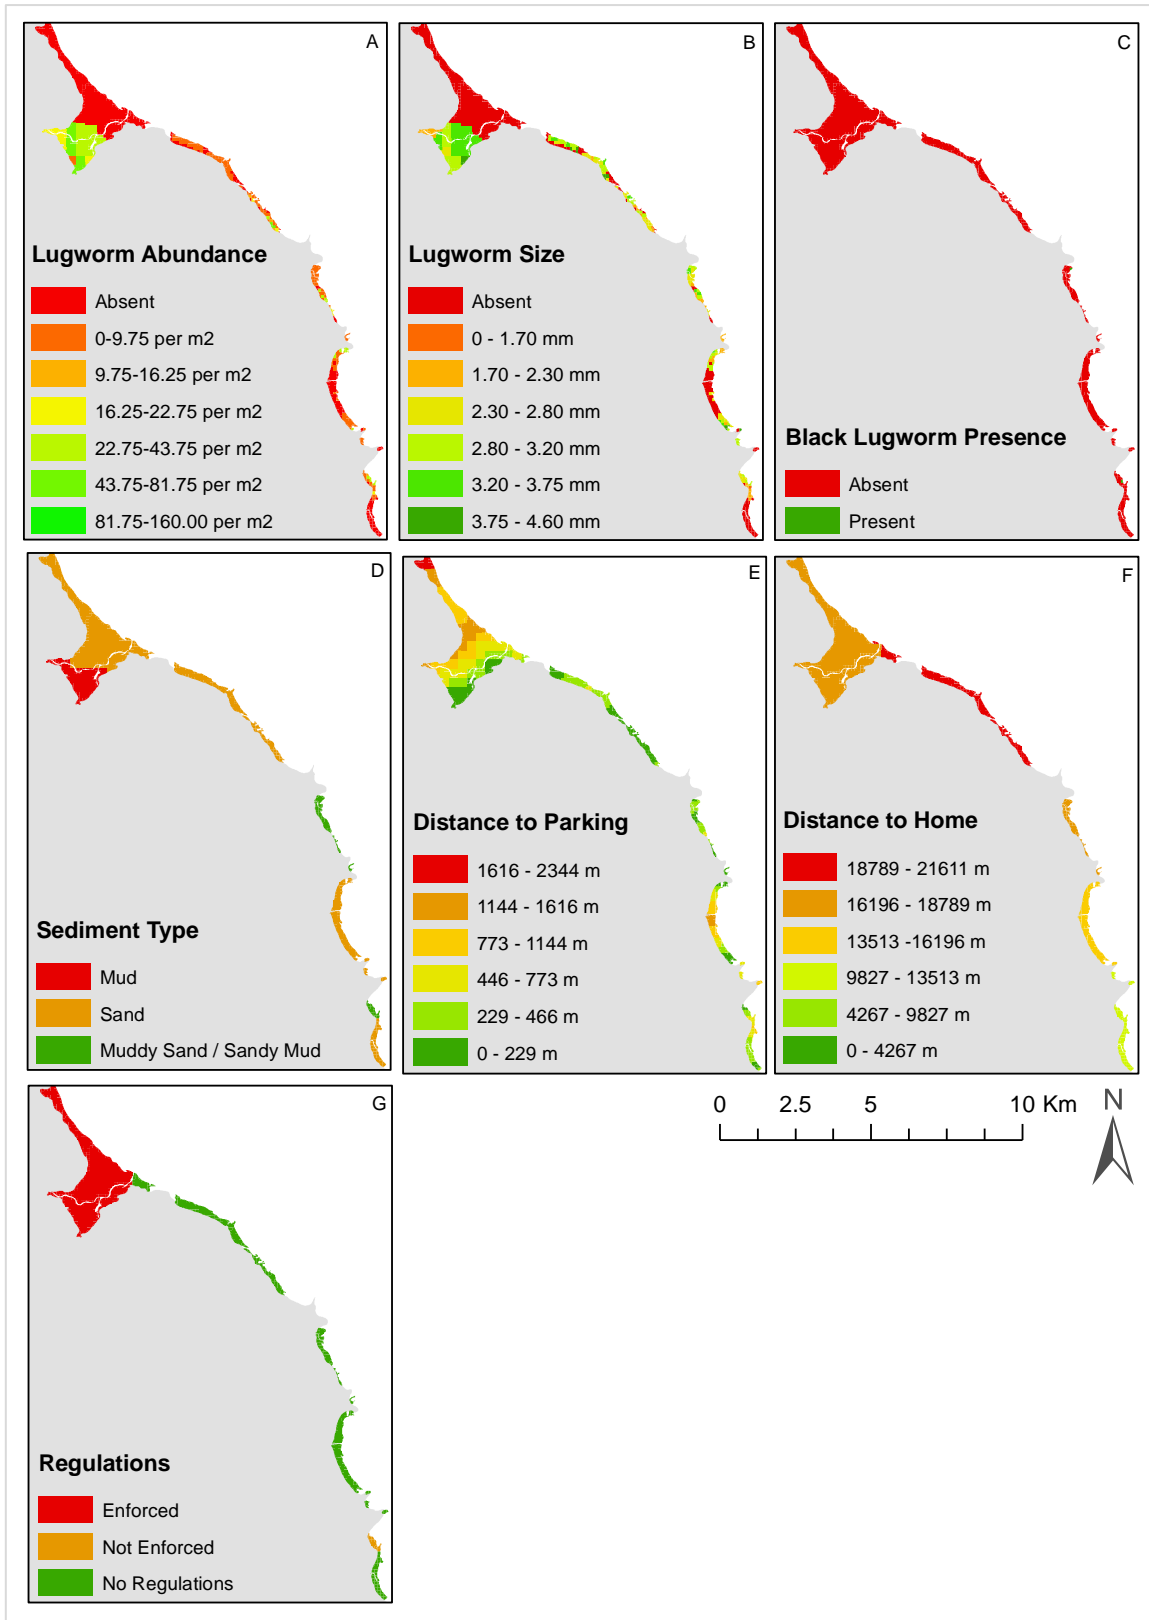 A
Lugworm Abundance
Absent
0-9.75 per m2
9.75-16.25 per m2
16.25-22.75 per m2
22.75-43.75 per m2
43.75-81.75 per m2
81.75-160.00 per m2
B
Lugworm Size
Absent
0 - 1.70 mm
1.70 - 2.30 mm
2.30 - 2.80 mm
2.80 - 3.20 mm
3.20 - 3.75 mm
3.75 - 4.60 mm
C
Black Lugworm Presence
Absent
Present
D
Sediment Type
Mud
Sand
Muddy Sand / Sandy Mud
E
Distance to Parking
1616 - 2344 m
1144 - 1616 m
773 - 1144 m
446 - 773 m
229 - 466 m
0 - 229 m
F
Distance to Home
18789 - 21611 m
16196 - 18789 m
13513 -16196 m
9827 - 13513 m
4267 - 9827 m
0 - 4267 m
G
Regulations
Enforced
Not Enforced
No Regulations
0 2.5 5 10 Km
N